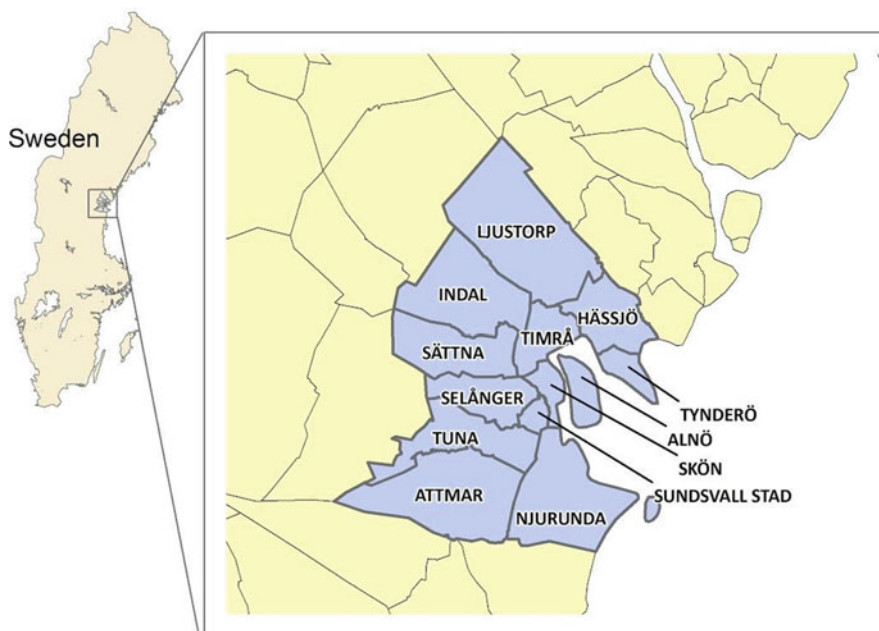 Sweden
LJUSTORP
INDAL
HÄSSJÖ
TIMRÅ
SÄTTNA
SELÅNGER
TYNDERÖ
TUNA
ALNÖ
SKÖN
ATTMAR
SUNDSVALL STAD
NJURUNDA